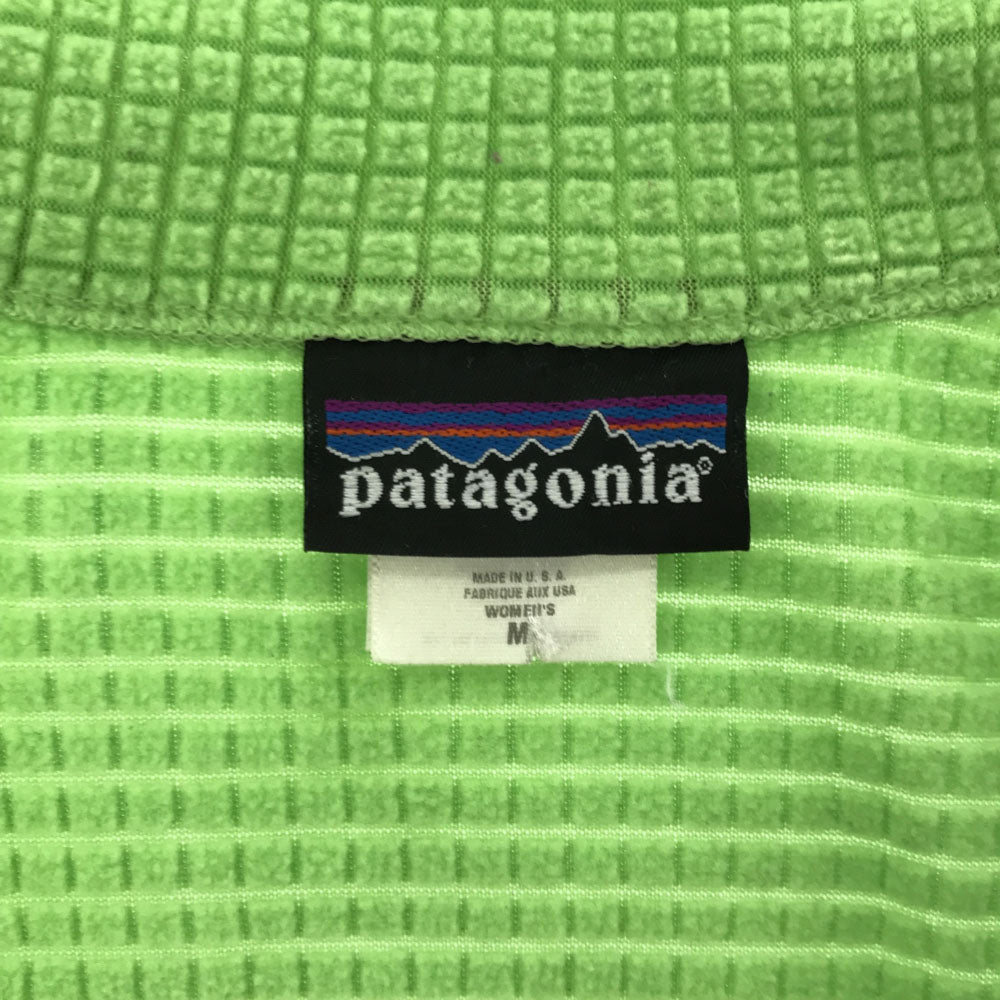 patagonia®
MADE IN U. S. A.
FABRIQUE AUX USA
WOMEN'S
M